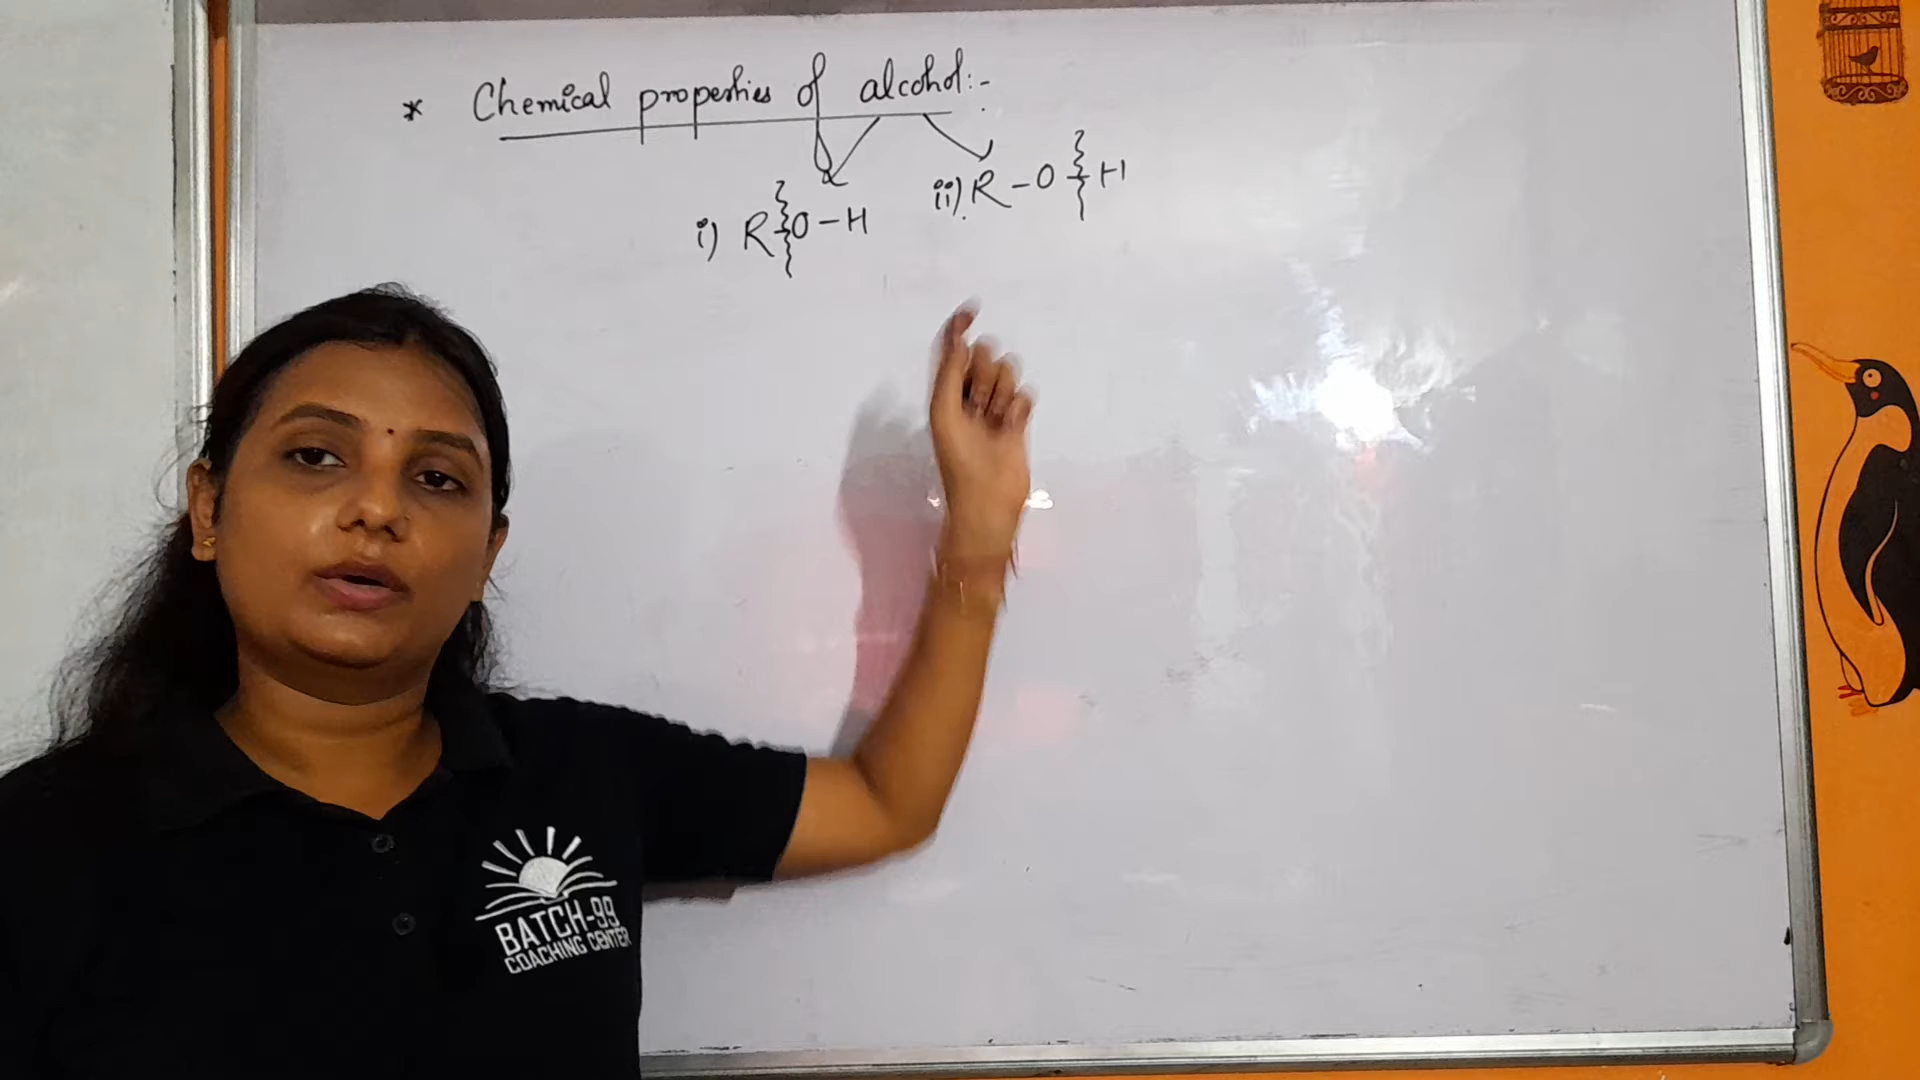 * Chemical properties of alcohol:-
i) R O-H
ii) R-O H
BATCH-99
COACHING CENTER